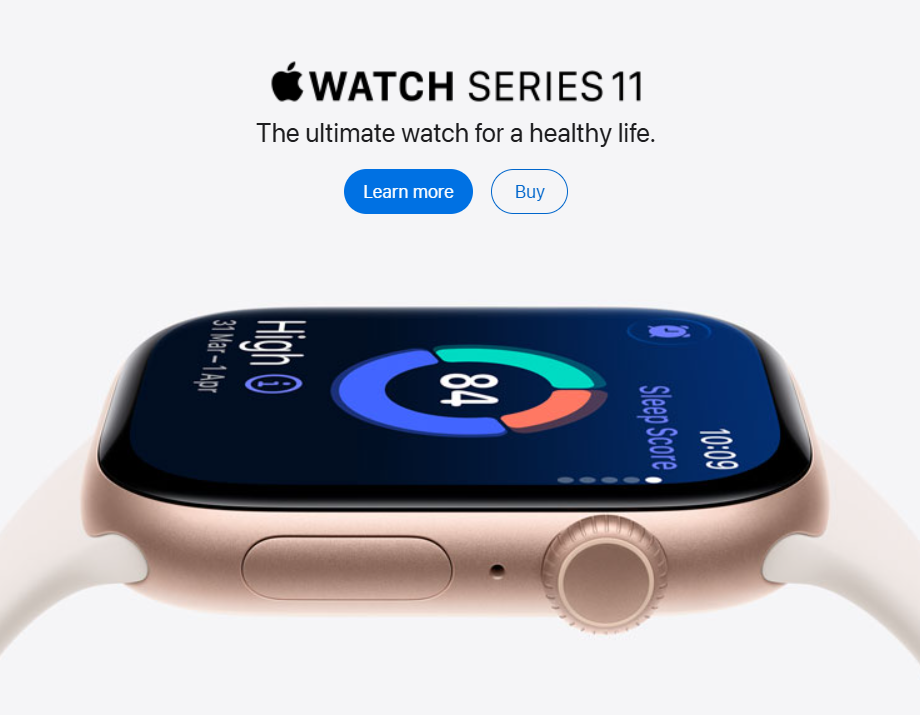 WATCH SERIES 11
The ultimate watch for a healthy life.
Learn more
Buy
10:09
Sleep Score
84
High
31 Mar – 1 Apr